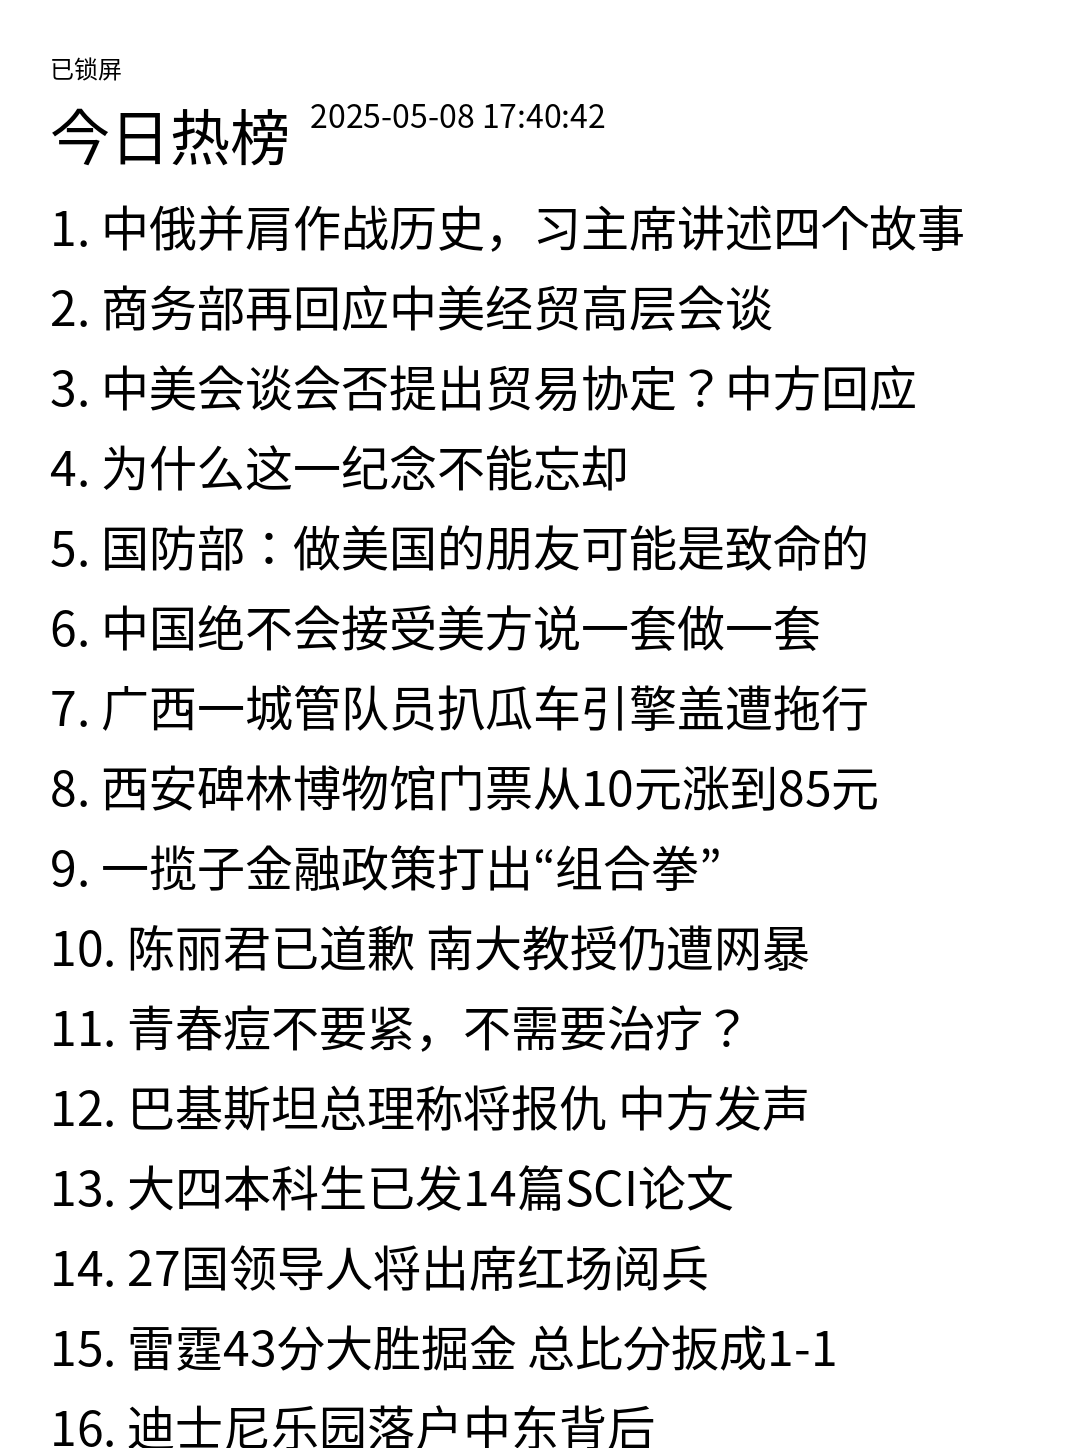 已锁屏
今日热榜 2025-05-08 17:40:42
1. 中俄并肩作战历史，习主席讲述四个故事
2. 商务部再回应中美经贸高层会谈
3. 中美会谈会否提出贸易协定？中方回应
4. 为什么这一纪念不能忘却
5. 国防部：做美国的朋友可能是致命的
6. 中国绝不会接受美方说一套做一套
7. 广西一城管队员扒瓜车引擎盖遭拖行
8. 西安碑林博物馆门票从10元涨到85元
9. 一揽子金融政策打出“组合拳”
10. 陈丽君已道歉 南大教授仍遭网暴
11. 青春痘不要紧，不需要治疗？
12. 巴基斯坦总理称将报仇 中方发声
13. 大四本科生已发14篇SCI论文
14. 27国领导人将出席红场阅兵
15. 雷霆43分大胜掘金 总比分扳成1-1
16. 迪士尼乐园落户中东背后